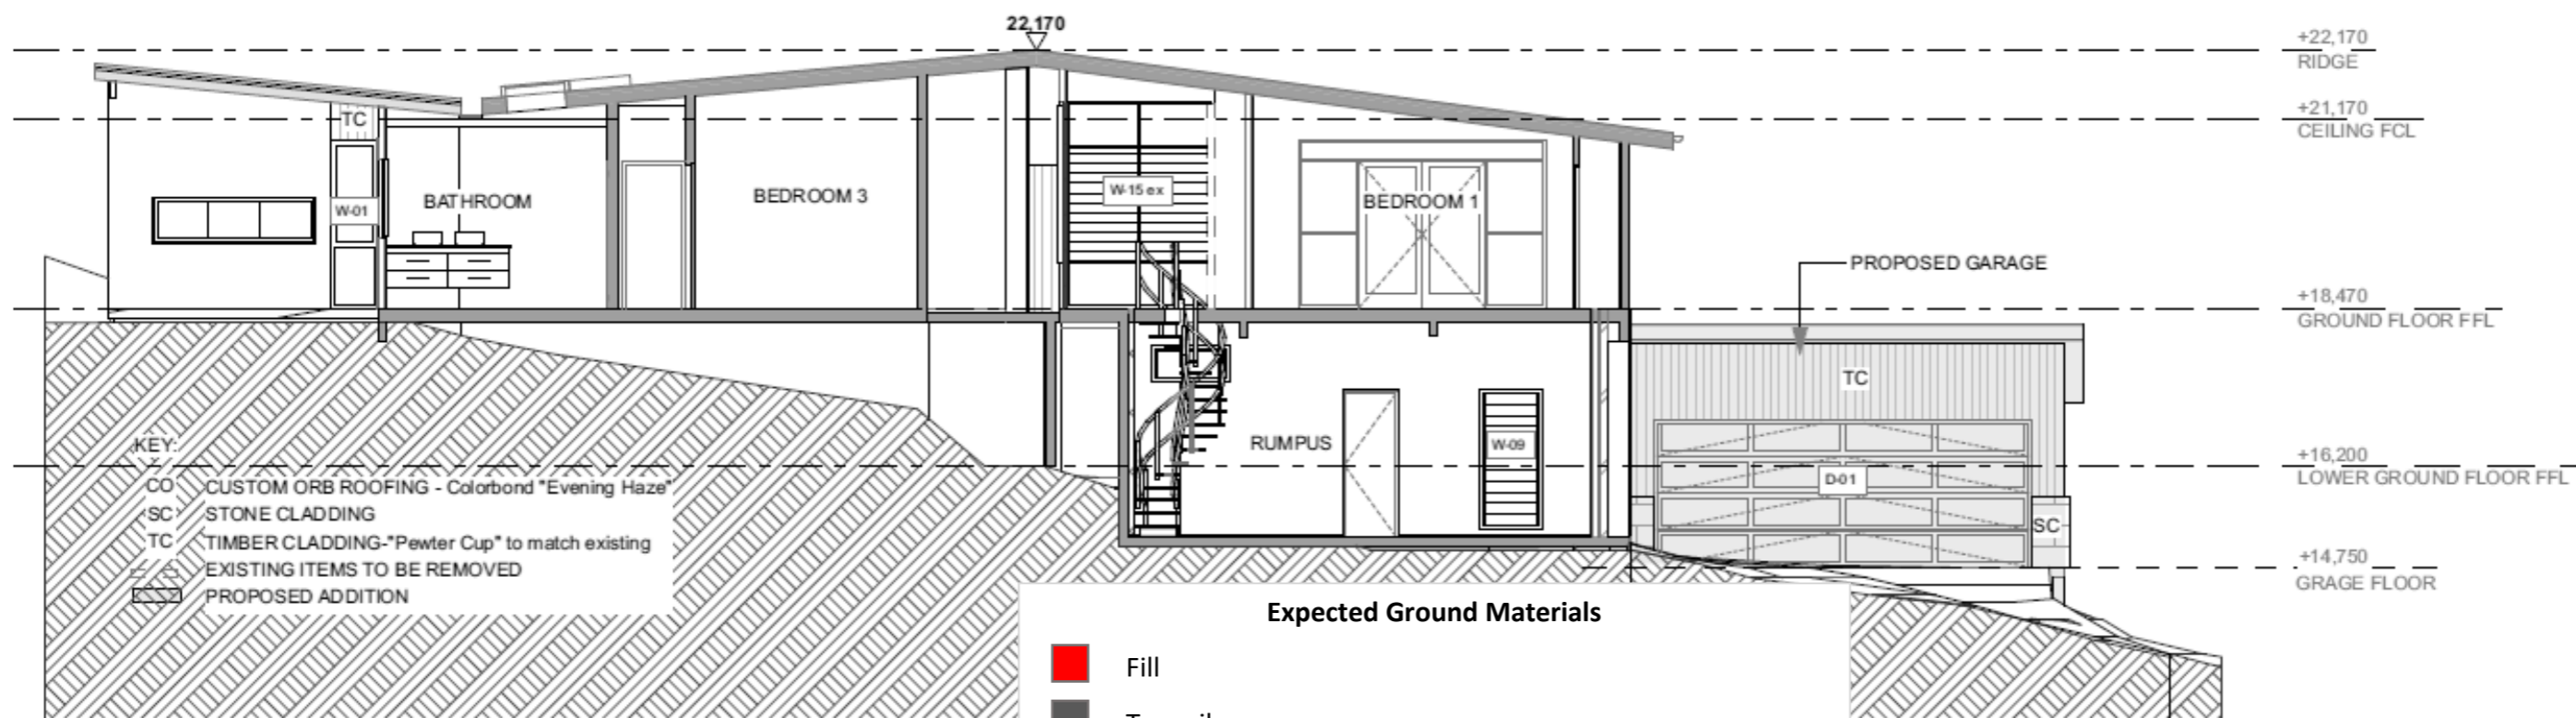 22,170
+22,170
RIDGE
TC
+21,170
CEILING FCL
W-01
BATHROOM
BEDROOM 3
W-15 ex
BEDROOM 1
PROPOSED GARAGE
+18,470
GROUND FLOOR FFL
TC
RUMPUS
W-09
D-01
SC
+16,200
LOWER GROUND FLOOR FFL
KEY:
CO CUSTOM ORB ROOFING - Colorbond "Evening Haze"
SC STONE CLADDING
TC TIMBER CLADDING-"Pewter Cup" to match existing
EXISTING ITEMS TO BE REMOVED
PROPOSED ADDITION
+14,750
GRAGE FLOOR
Expected Ground Materials
Fill